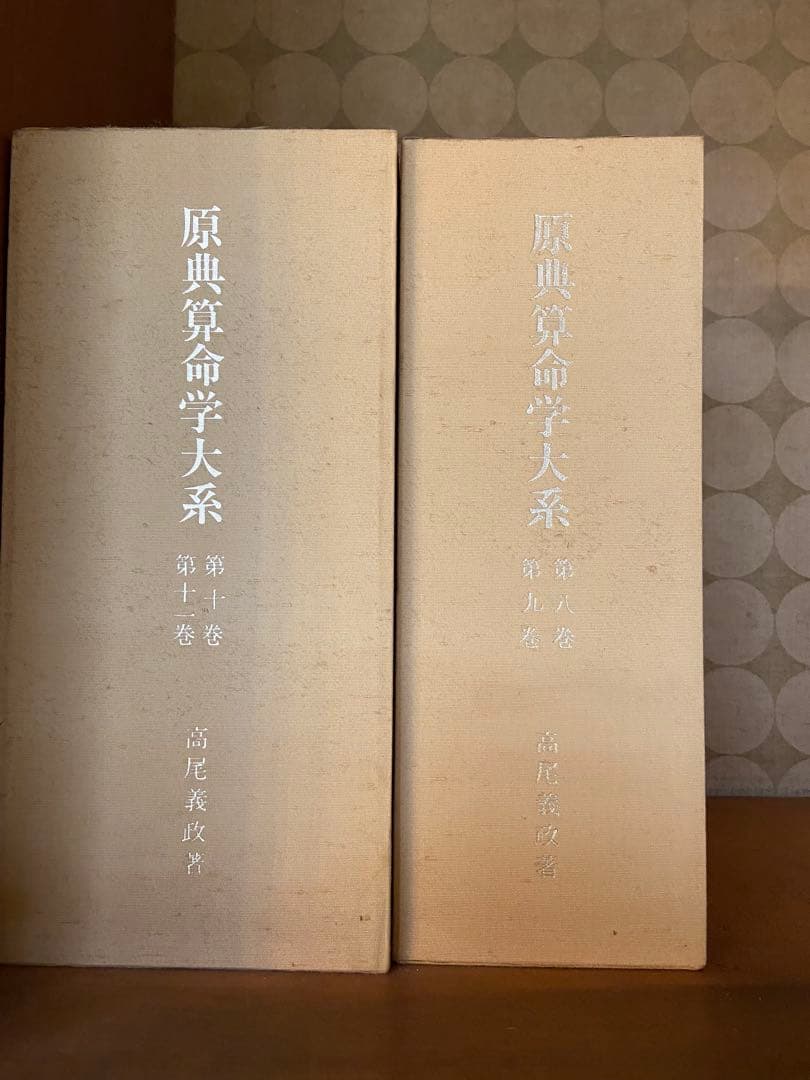 原典算命学大系
第十巻
第十一巻
高尾義政著
原典算命学大系
第八巻
第九巻
高尾義政著